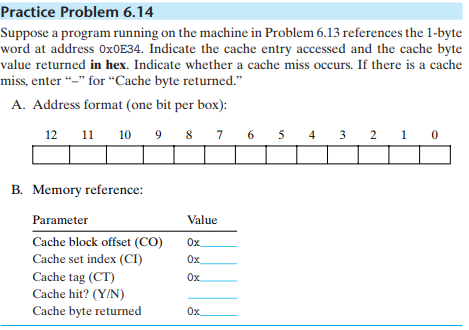 Practice Problem 6.14
Suppose a program running on the machine in Problem 6.13 references the 1-byte
word at address 0x0E34. Indicate the cache entry accessed and the cache byte
value returned in hex. Indicate whether a cache miss occurs. If there is a cache
miss, enter “–” for “Cache byte returned.”
A. Address format (one bit per box):
12 11 10 9 8 7 6 5 4 3 2 1 0
B. Memory reference:
Parameter Value
Cache block offset (CO) 0x
Cache set index (CI) 0x
Cache tag (CT) 0x
Cache hit? (Y/N)
Cache byte returned 0x